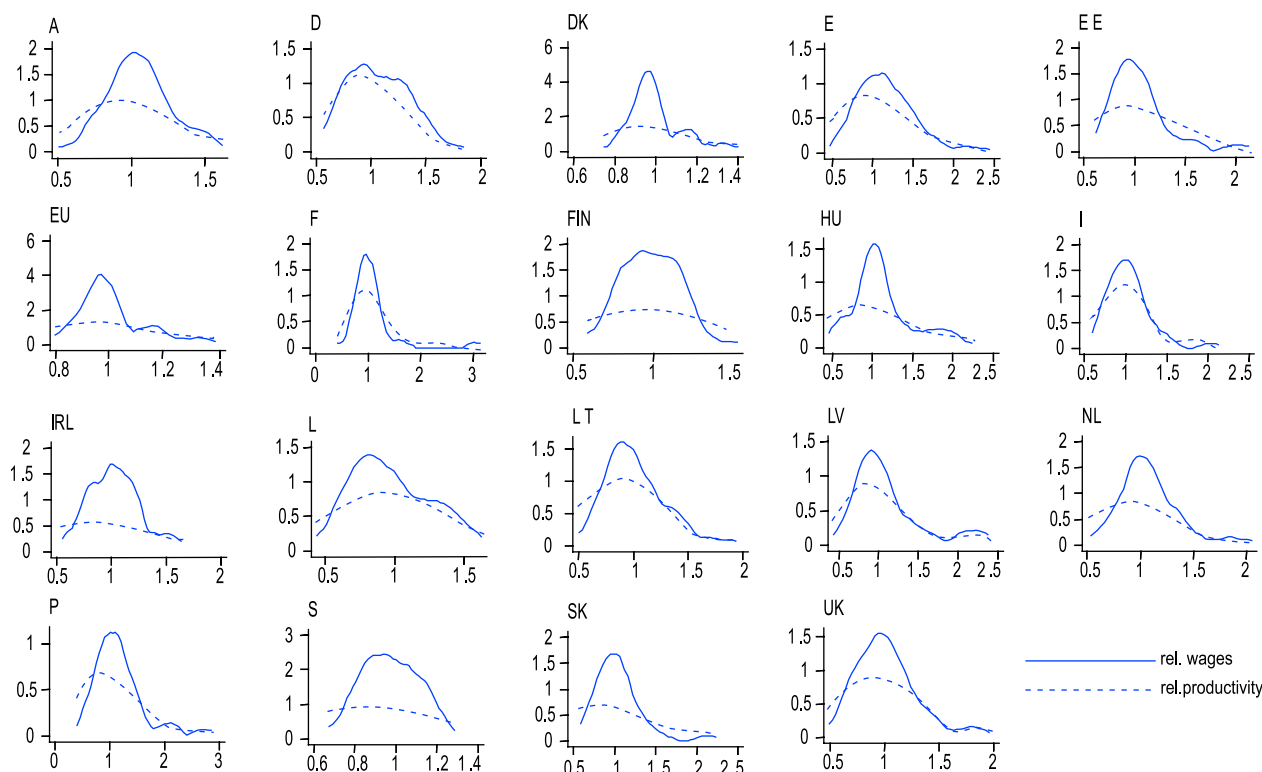 A
2
1.5
1
0.5
0
0.5 1 1.5
D
1.5
1
0.5
0
0.5 1 1.5 2
DK
6
4
2
0
0.6 0.8 1 1.2 1.4
E
1.5
1
0.5
0
0.5 1 1.5 2 2.5
E E
2
1.5
1
0.5
0
0.5 1 1.5 2
EU
6
4
2
0
0.8 1 1.2 1.4
F
2
1.5
1
0.5
0
0 1 2 3
FIN
2
1.5
1
0.5
0
0.5 1 1.5
HU
1.5
1
0.5
0
0.5 1 1.5 2 2.5
I
2
1.5
1
0.5
0
0.5 1 1.5 2 2.5
IRL
2
1.5
1
0.5
0
0.5 1 1.5 2
L
1.5
1
0.5
0
0.5 1 1.5
L T
1.5
1
0.5
0
0.5 1 1.5 2
LV
1.5
1
0.5
0
0.5 1 1.5 2 2.5
NL
2
1.5
1
0.5
0
0.5 1 1.5 2
P
1
0.5
0
0 1 2 3
S
3
2
1
0
0.6 0.8 1 1.2 1.4
SK
2
1.5
1
0.5
0
0.5 1 1.5 2 2.5
UK
1.5
1
0.5
0
0.5 1 1.5 2
rel. wages
rel.productivity